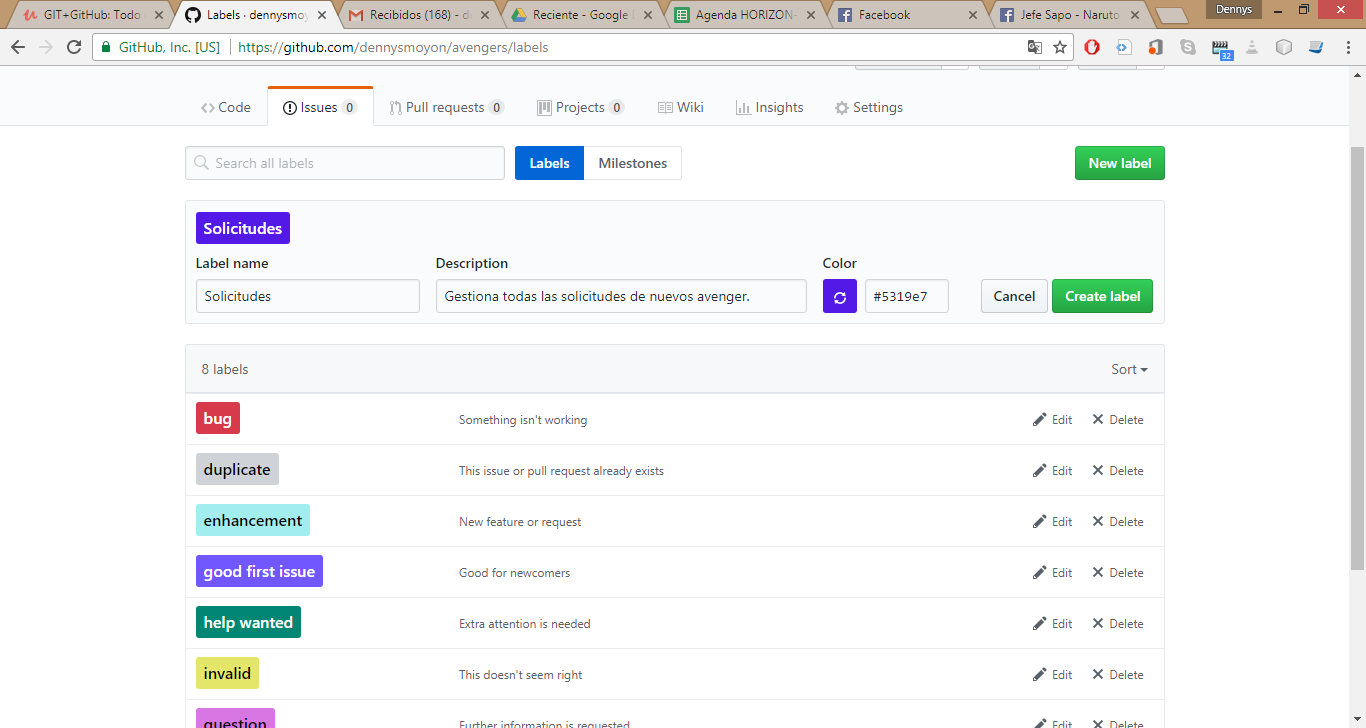 GIT+GitHub: Todo
Labels · dennysmoy
Recibidos (168) - d
Reciente - Google
Agenda HORIZON-
Facebook
Jefe Sapo - Naruto
Dennys
GitHub, Inc. [US]
https://github.com/dennysmoyon/avengers/labels
32
Code
Issues 0
Pull requests 0
Projects 0
Wiki
Insights
Settings
Search all labels
Labels
Milestones
New label
Solicitudes
Label name
Description
Color
Solicitudes
Gestiona todas las solicitudes de nuevos avenger.
#5319e7
Cancel
Create label
8 labels
Sort
bug Something isn't working Edit Delete
duplicate This issue or pull request already exists Edit Delete
enhancement New feature or request Edit Delete
good first issue Good for newcomers Edit Delete
help wanted Extra attention is needed Edit Delete
invalid This doesn't seem right Edit Delete
question Further information is requested Edit Delete